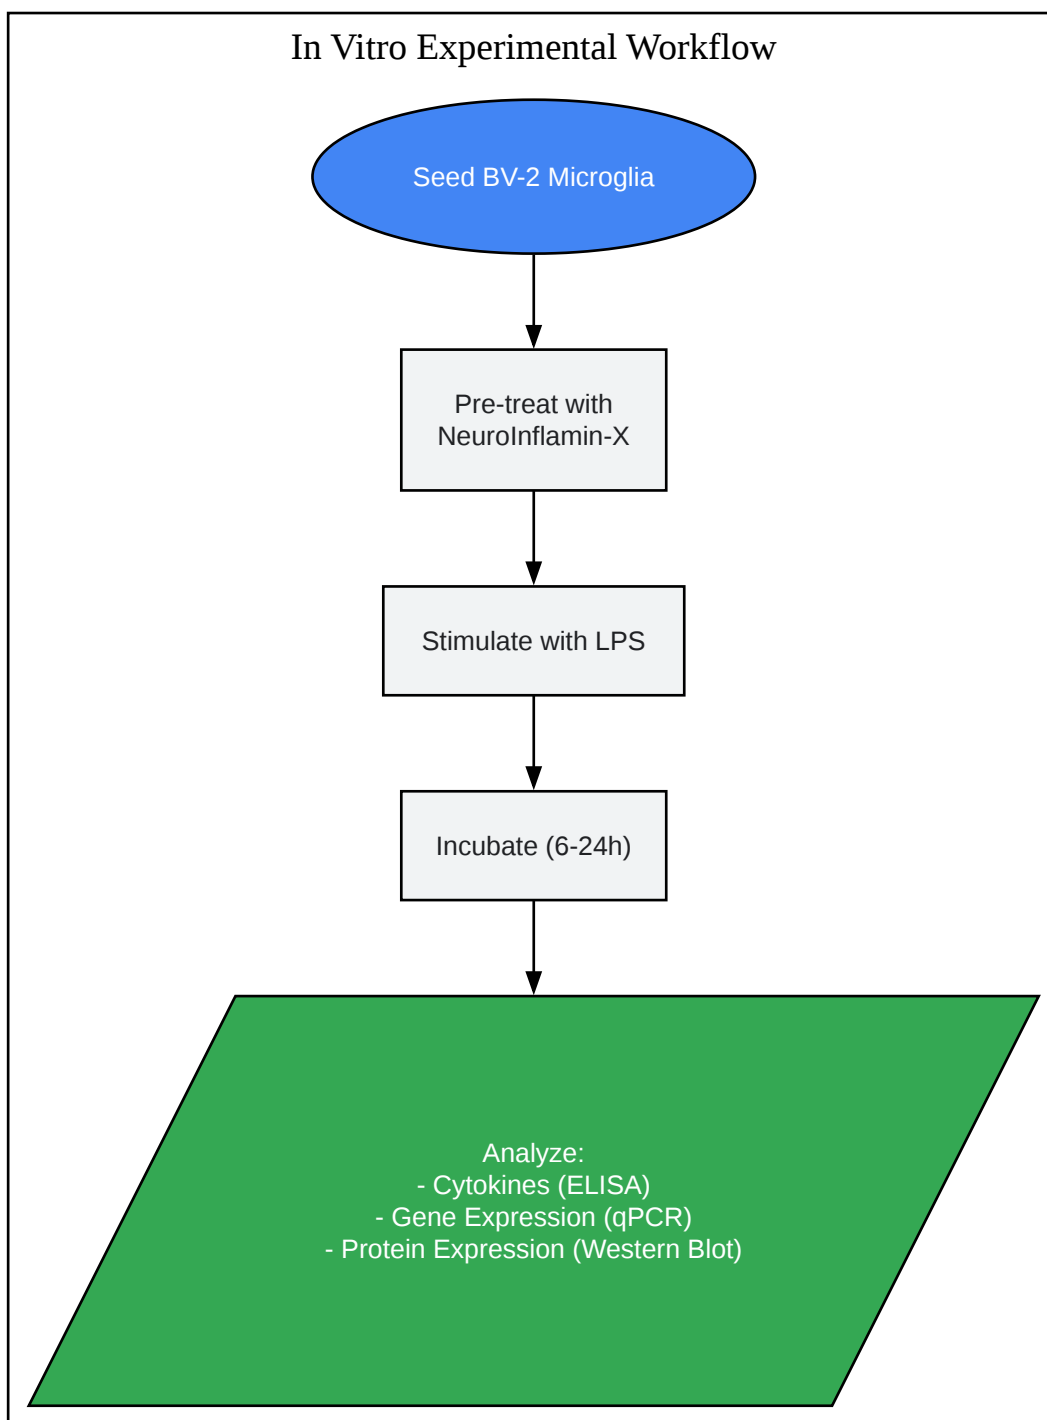 In Vitro Experimental Workflow
Seed BV-2 Microglia
Pre-treat with
NeuroInflamin-X
Stimulate with LPS
Incubate (6-24h)
Analyze:
- Cytokines (ELISA)
- Gene Expression (qPCR)
- Protein Expression (Western Blot)